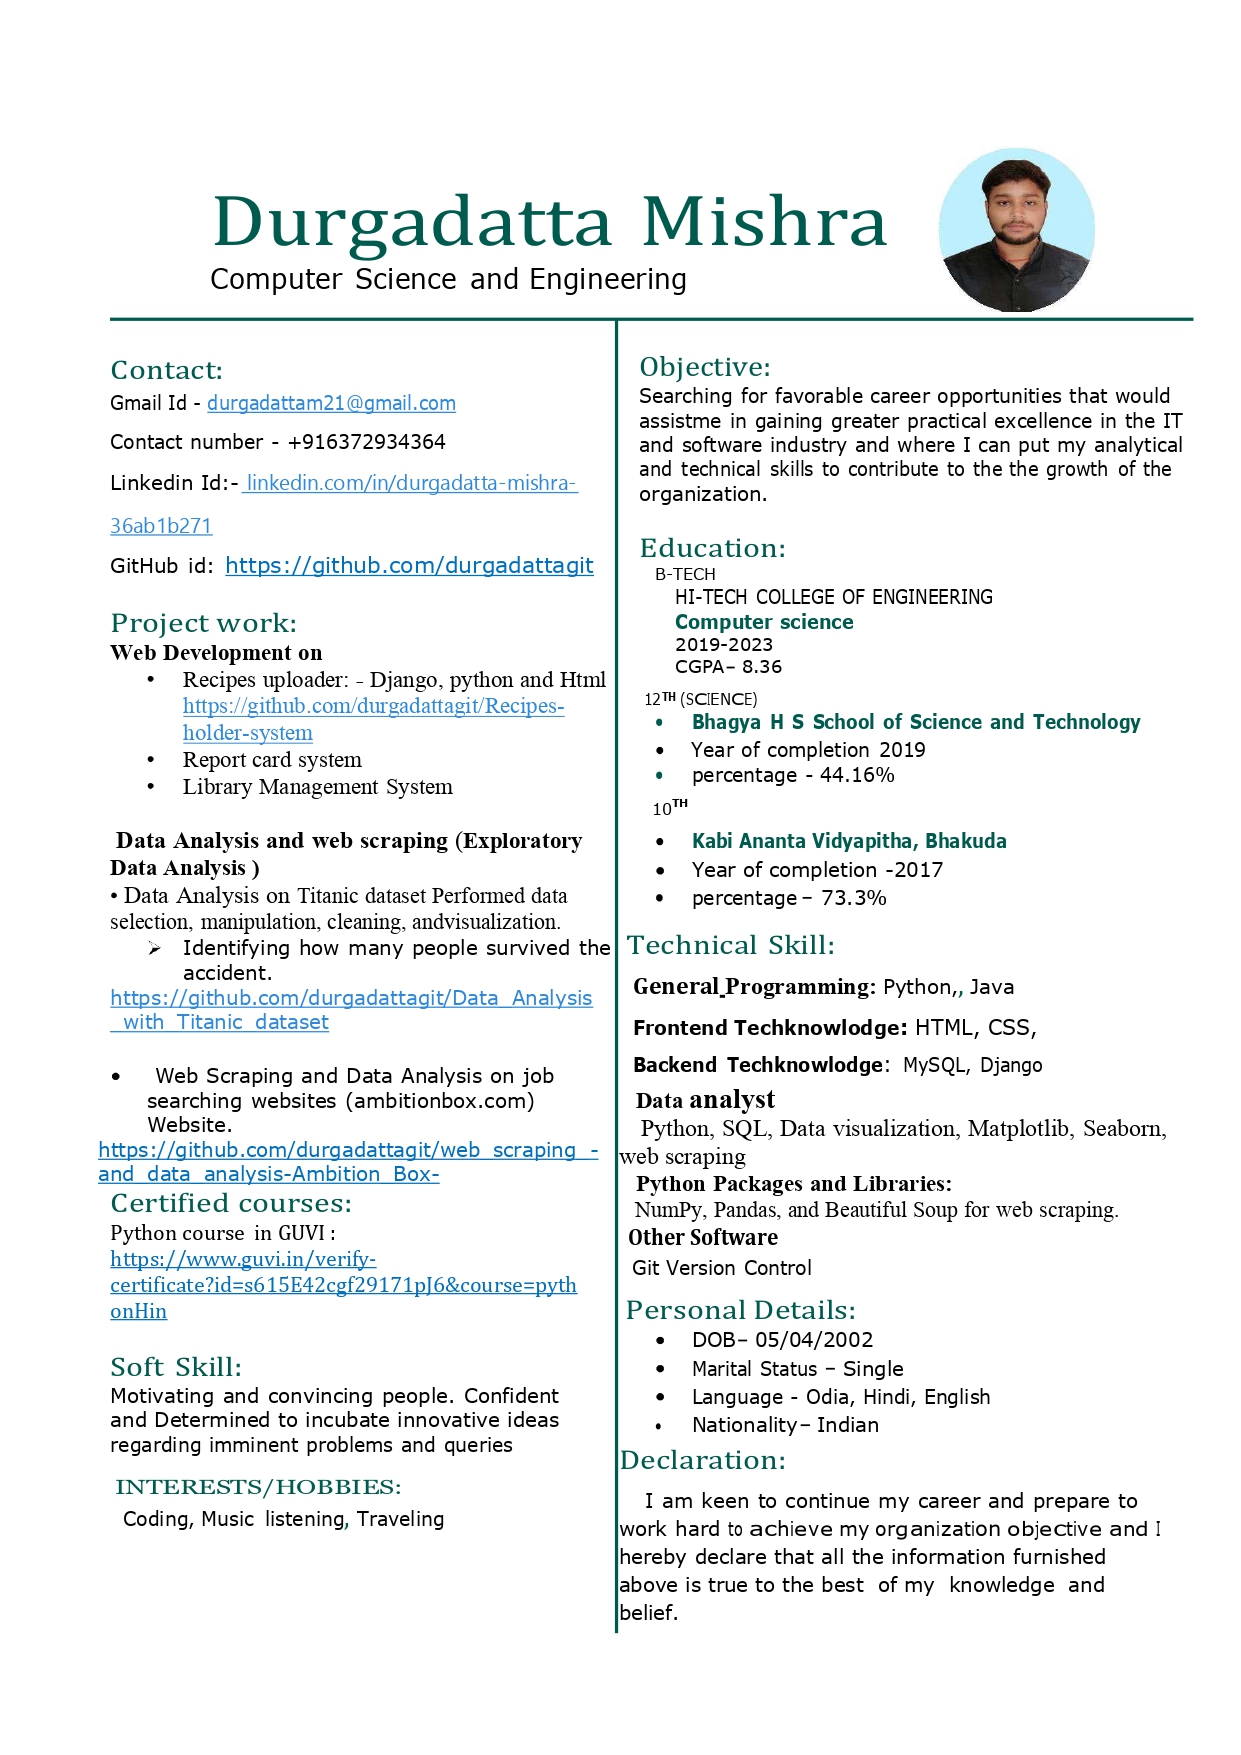 Durgadatta Mishra
Computer Science and Engineering
Contact:
Gmail Id - durgadattam21@gmail.com
Contact number - +916372934364
Linkedin Id:- linkedin.com/in/durgadatta-mishra-
36ab1b271
GitHub id: https://github.com/durgadattagit
Project work:
Web Development on
• Recipes uploader: - Django, python and Html
https://github.com/durgadattagit/Recipes-
holder-system
• Report card system
• Library Management System
Data Analysis and web scraping (Exploratory
Data Analysis )
• Data Analysis on Titanic dataset Performed data
selection, manipulation, cleaning, andvisualization.
➢ Identifying how many people survived the
accident.
https://github.com/durgadattagit/Data_Analysis
_with_Titanic_dataset
• Web Scraping and Data Analysis on job
searching websites (ambitionbox.com)
Website.
https://github.com/durgadattagit/web_scraping_-
and_data_analysis-Ambition_Box-
Certified courses:
Python course in GUVI :
https://www.guvi.in/verify-
certificate?id=s615E42cgf29171pJ6&course=pyth
onHin
Soft Skill:
Motivating and convincing people. Confident
and Determined to incubate innovative ideas
regarding imminent problems and queries
INTERESTS/HOBBIES:
Coding, Music listening, Traveling
Objective:
Searching for favorable career opportunities that would
assistme in gaining greater practical excellence in the IT
and software industry and where I can put my analytical
and technical skills to contribute to the the growth of the
organization.
Education:
B-TECH
HI-TECH COLLEGE OF ENGINEERING
Computer science
2019-2023
CGPA– 8.36
12TH (SCIENCE)
• Bhagya H S School of Science and Technology
• Year of completion 2019
• percentage - 44.16%
10TH
• Kabi Ananta Vidyapitha, Bhakuda
• Year of completion -2017
• percentage – 73.3%
Technical Skill:
General Programming: Python,, Java
Frontend Techknowlodge: HTML, CSS,
Backend Techknowlodge: MySQL, Django
Data analyst
Python, SQL, Data visualization, Matplotlib, Seaborn,
web scraping
Python Packages and Libraries:
NumPy, Pandas, and Beautiful Soup for web scraping.
Other Software
Git Version Control
Personal Details:
• DOB– 05/04/2002
• Marital Status – Single
• Language - Odia, Hindi, English
• Nationality– Indian
Declaration:
I am keen to continue my career and prepare to
work hard to achieve my organization objective and I
hereby declare that all the information furnished
above is true to the best of my knowledge and
belief.